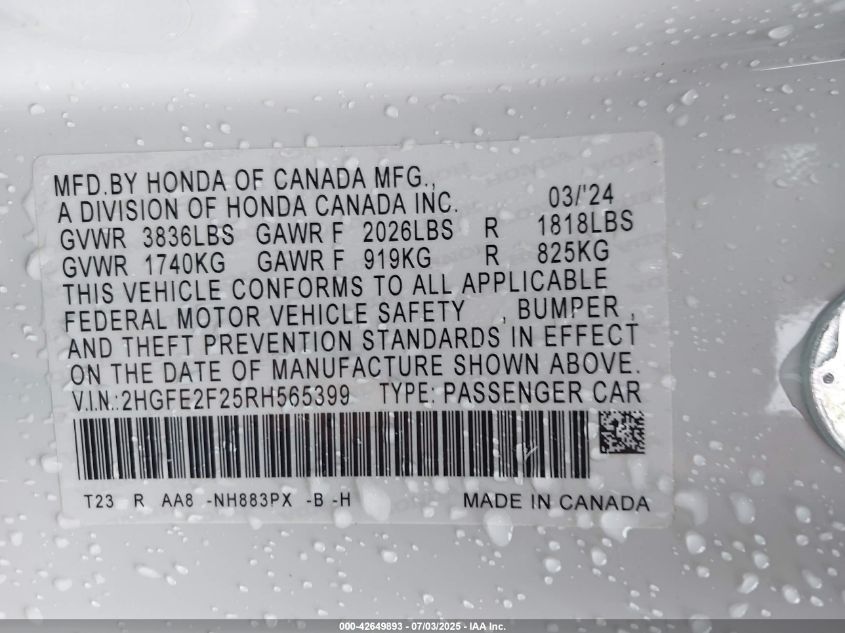 MFD.BY HONDA OF CANADA MFG.,
A DIVISION OF HONDA CANADA INC. 03/'24
GVWR 3836LBS GAWR F 2026LBS R 1818LBS
GVWR 1740KG GAWR F 919KG R 825KG
THIS VEHICLE CONFORMS TO ALL APPLICABLE
FEDERAL MOTOR VEHICLE SAFETY , BUMPER ,
AND THEFT PREVENTION STANDARDS IN EFFECT
ON THE DATE OF MANUFACTURE SHOWN ABOVE.
V.I.N.:2HGFE2F25RH565399 TYPE: PASSENGER CAR
T23 R AA8 -NH883PX -B -H MADE IN CANADA
000-42649893 - 07/03/2025 - IAA Inc.